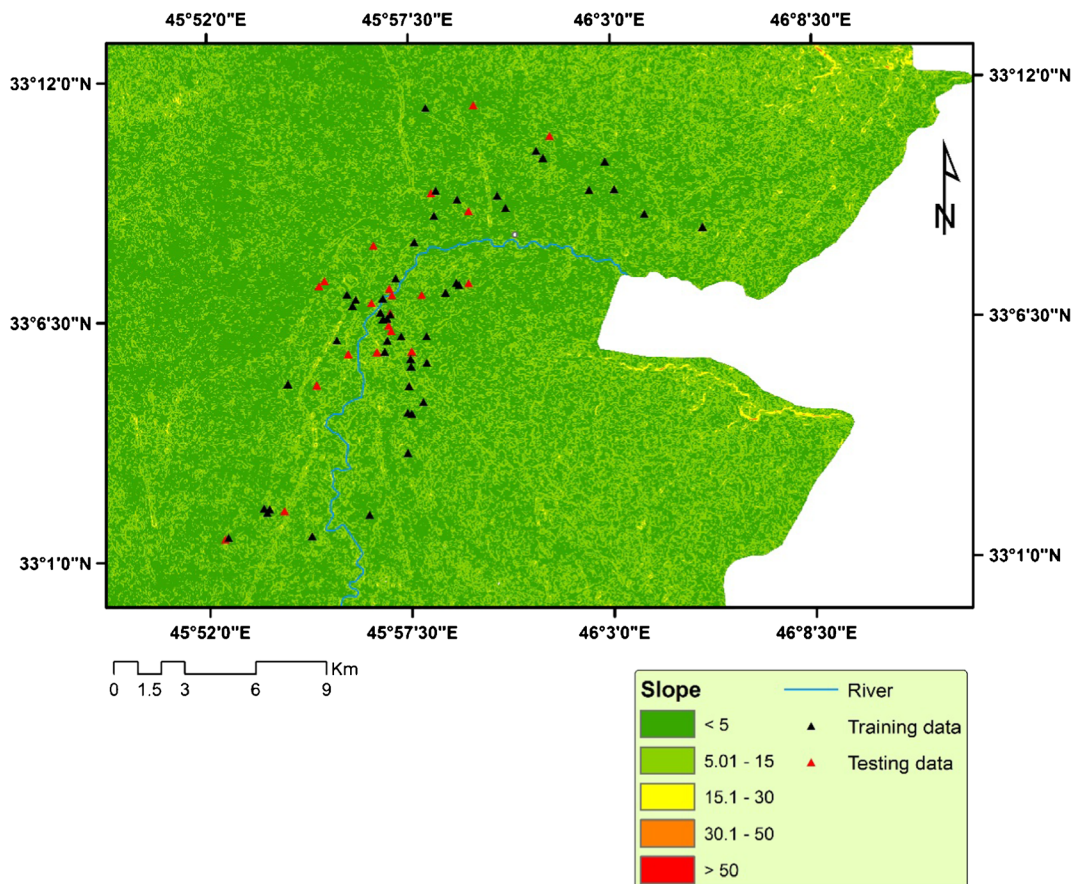 45°52'0"E 45°57'30"E 46°3'0"E 46°8'30"E
33°12'0"N 33°12'0"N
N
33°6'30"N 33°6'30"N
33°1'0"N 33°1'0"N
45°52'0"E 45°57'30"E 46°3'0"E 46°8'30"E
Km
0 1.5 3 6 9
Slope River
< 5 Training data
5.01 - 15 Testing data
15.1 - 30
30.1 - 50
> 50